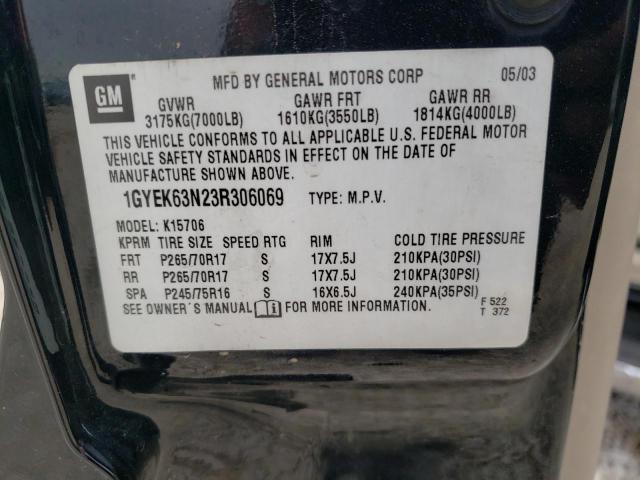 GM MFD BY GENERAL MOTORS CORP 05/03
GVWR GAWR FRT GAWR RR
3175KG(7000LB) 1610KG(3550LB) 1814KG(4000LB)
THIS VEHICLE CONFORMS TO ALL APPLICABLE U.S. FEDERAL MOTOR
VEHICLE SAFETY STANDARDS IN EFFECT ON THE DATE OF
MANUFACTURE SHOWN ABOVE.
1GYEK63N23R306069 TYPE: M.P.V.
MODEL: K15706
KPRM TIRE SIZE SPEED RTG RIM COLD TIRE PRESSURE
FRT P265/70R17 S 17X7.5J 210KPA(30PSI)
RR P265/70R17 S 17X7.5J 210KPA(30PSI)
SPA P245/75R16 S 16X6.5J 240KPA(35PSI)
SEE OWNER'S MANUAL FOR MORE INFORMATION.
F 522
T 372